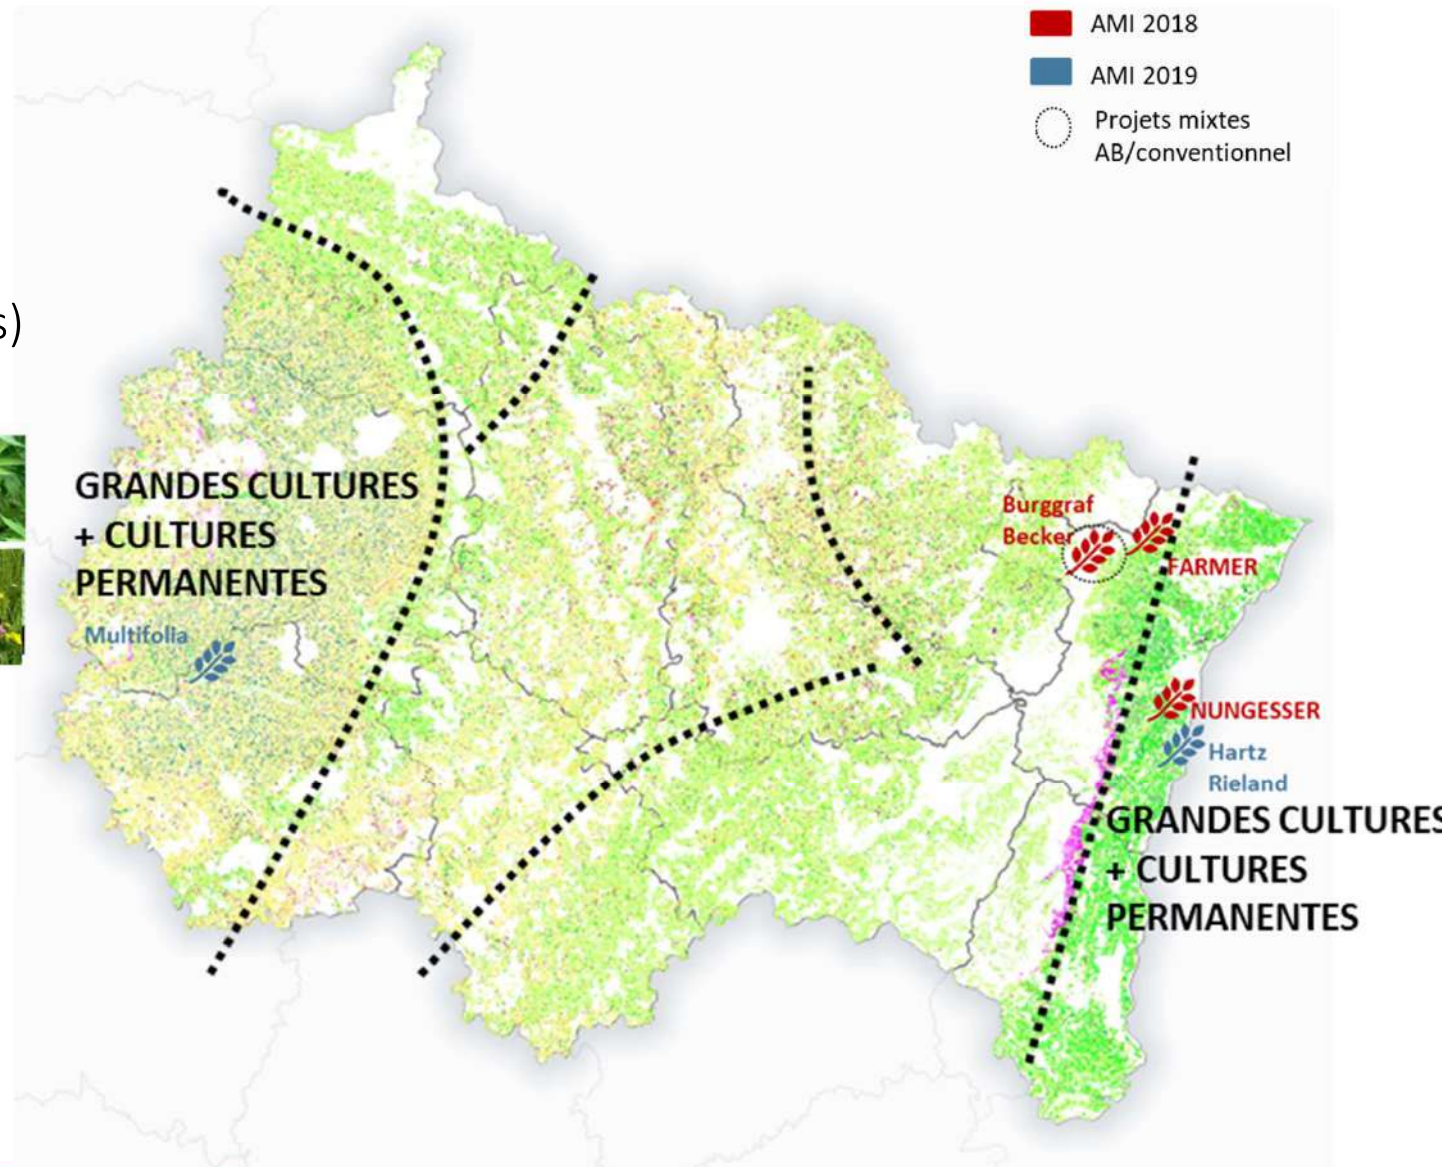 AMI 2018
AMI 2019
Projets mixtes
AB/conventionnel
s)
GRANDES CULTURES
+ CULTURES
PERMANENTES
Multifolia
Burggraf
Becker
FARMER
NUNGESSER
Hartz
Rieland
GRANDES CULTURES
+ CULTURES
PERMANENTES